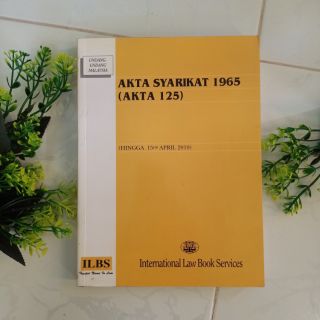 UNDANG
UNDANG
MALAYSIA
AKTA SYARIKAT 1965
(AKTA 125)
(HINGGA 15HB APRIL 2010)
ILBS
International Law Book Services